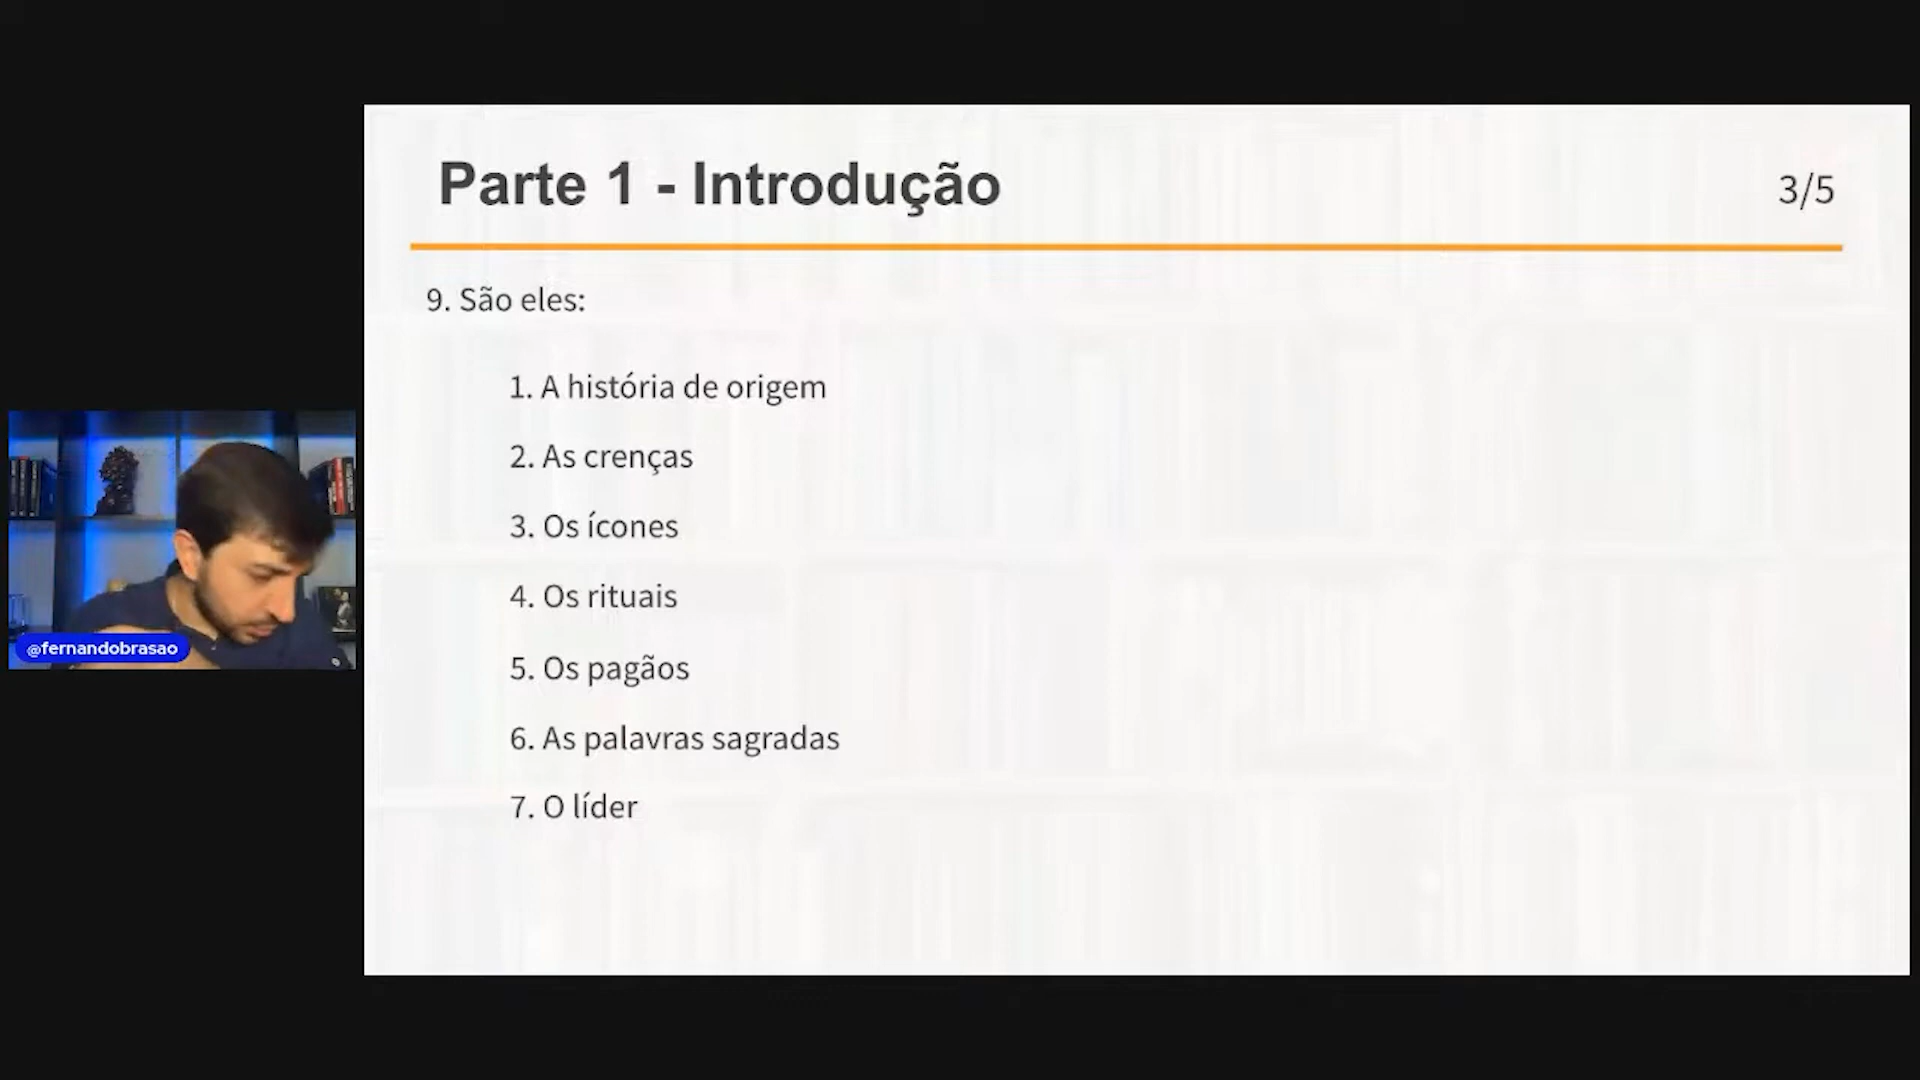 Parte 1 - Introdução
3/5
9. São eles:
1. A história de origem
2. As crenças
3. Os ícones
4. Os rituais
5. Os pagãos
6. As palavras sagradas
7. O líder
@fernandobrasao